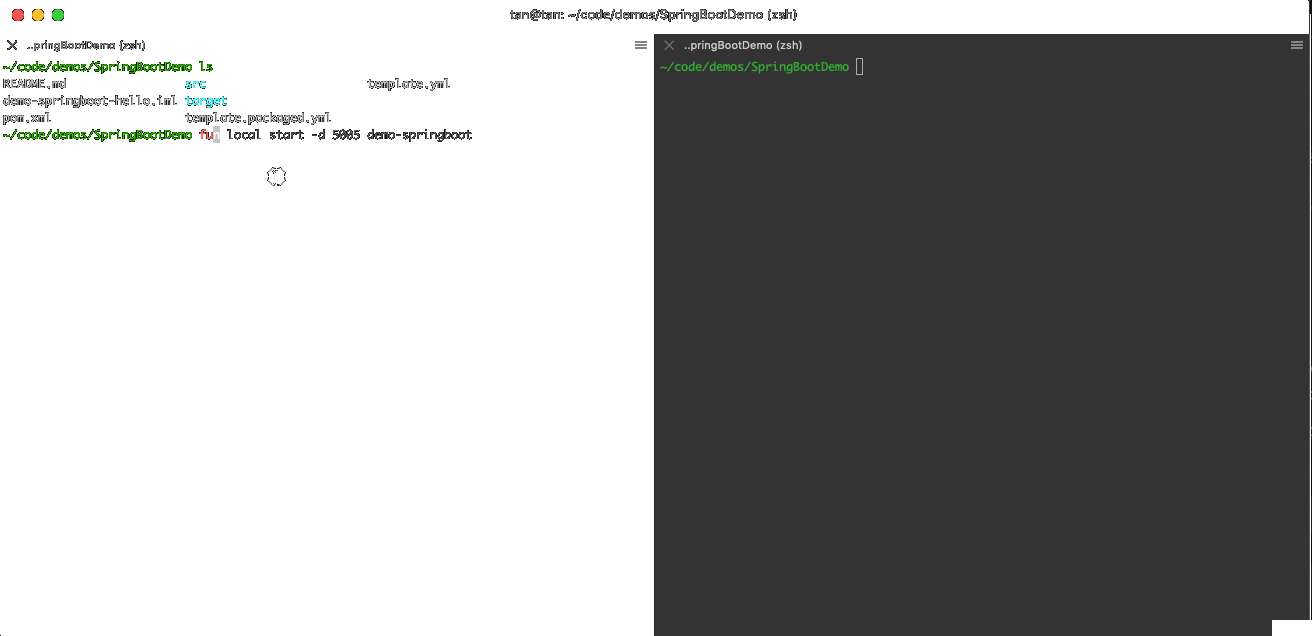 tan@tan: ~/code/demos/SpringBootDemo (zsh)
..pringBootDemo (zsh)
~/code/demos/SpringBootDemo ls
README.md src template.yml
demo-springboot-hello.iml target
pom.xml template.packaged.yml
~/code/demos/SpringBootDemo fun local start -d 5005 demo-springboot
..pringBootDemo (zsh)
~/code/demos/SpringBootDemo